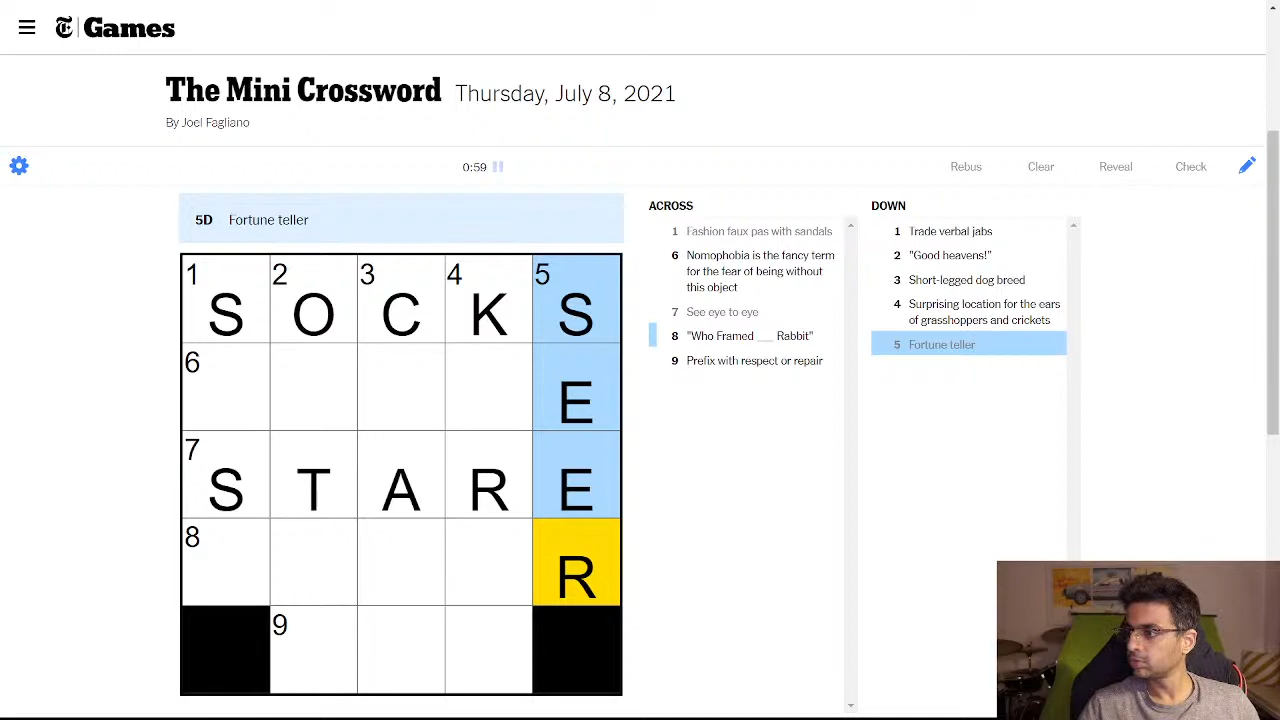 Games
The Mini Crossword Thursday, July 8, 2021
By Joel Fagliano
0:59
Rebus Clear Reveal Check
5D Fortune teller
1 2 3 4 5
S O C K S
6
E
7
S T A R E
8
R
9
ACROSS
1 Fashion faux pas with sandals
6 Nomophobia is the fancy term
for the fear of being without
this object
7 See eye to eye
8 "Who Framed ___ Rabbit"
9 Prefix with respect or repair
DOWN
1 Trade verbal jabs
2 "Good heavens!"
3 Short-legged dog breed
4 Surprising location for the ears
of grasshoppers and crickets
5 Fortune teller